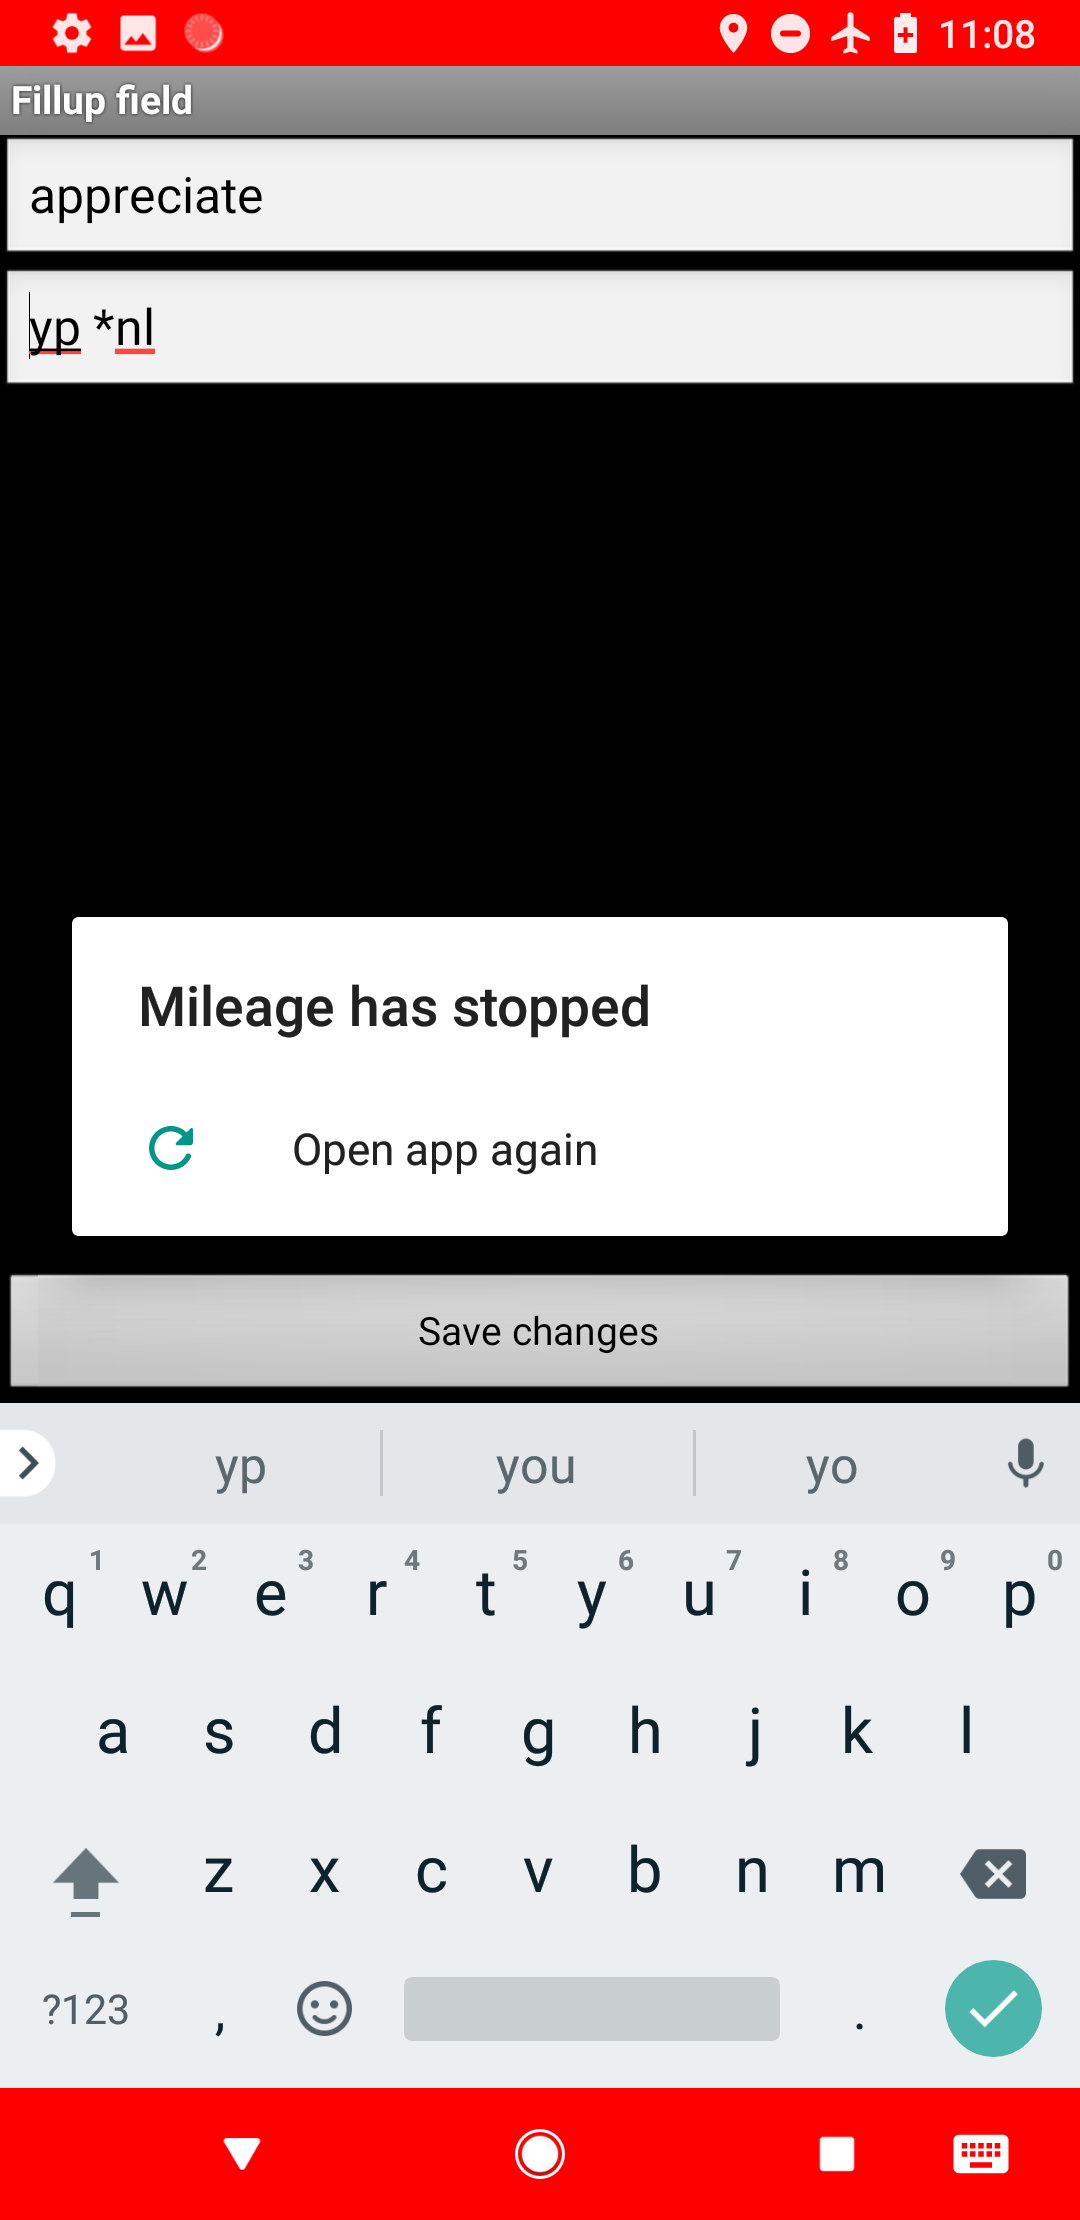 11:08
Fillup field
appreciate
yp *nl
Mileage has stopped
Open app again
Save changes
yp you yo
1 2 3 4 5 6 7 8 9 0
q w e r t y u i o p
a s d f g h j k l
z x c v b n m
?123 , .